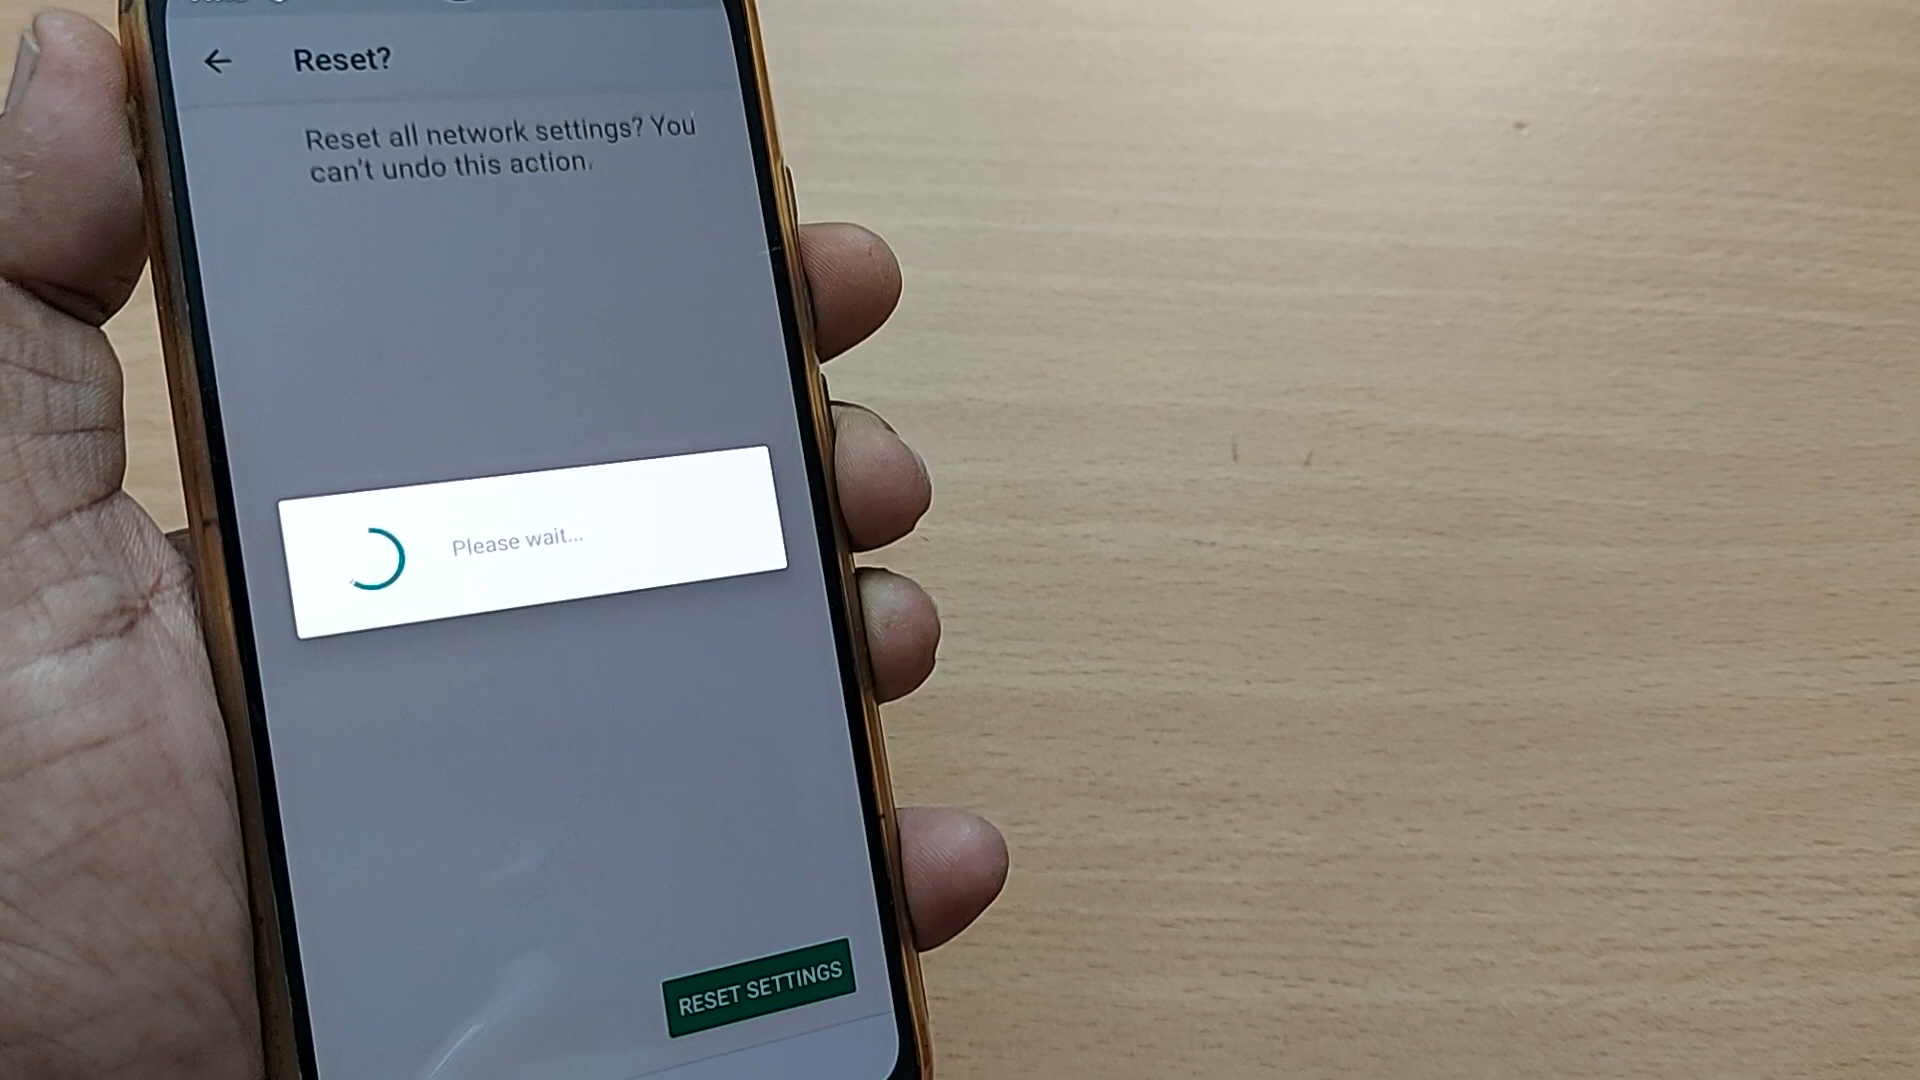 Reset?
Reset all network settings? You
can't undo this action.
Please wait...
RESET SETTINGS